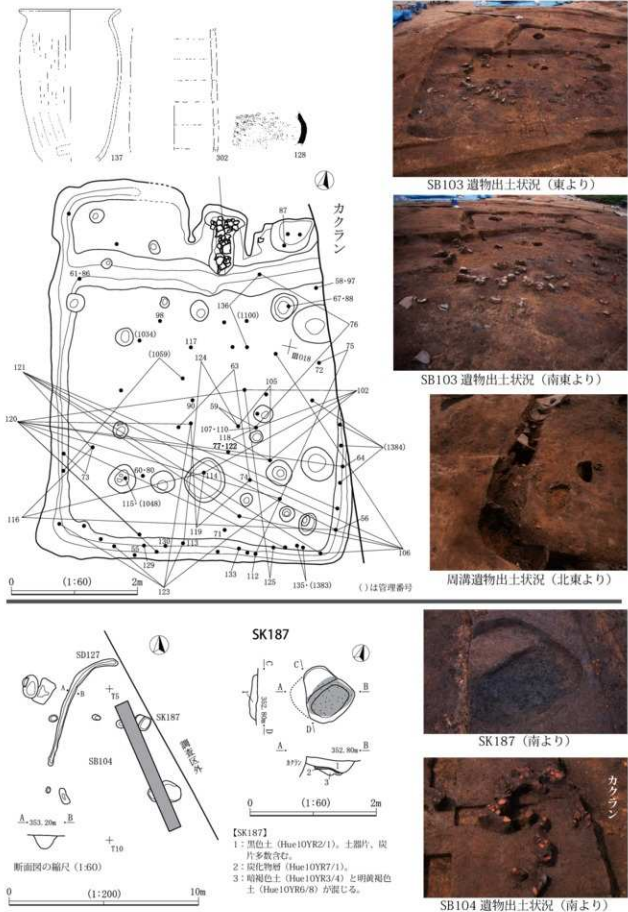 137
302
128
SB103 遺物出土状況（東より）
カクラン
87
61・86
58・97
136
(1100)
67・88
98
76
(1034)
75
117
欄018
72
(1059)
124
63
121
105
102
90
59
107・110
120
118
(1384)
77・122
64
60・80
114
74
73
115・(1048)
56
116
119
71
106
55
130
113
129
133
112
125
135・(1383)
123
0
(1:60)
2m
( )は管理番号
SB103 遺物出土状況（南東より）
周溝遺物出土状況（北東より）
SD127
A
B
T5
SK187
SB104
調査区外
A
353.20m
B
T10
断面図の縮尺 (1:60)
0
(1:200)
10m
SK187
C
C
A
B
1
352.80m
D
D
A
352.80m
B
カクラン
1
2
3
0
(1:60)
2m
【SK187】
1：黒色土（Hue10YR2/1）。土器片、炭
片多数含む。
2：炭化物層（Hue10YR7/1）。
3：暗褐色土（Hue10YR3/4）と明黄褐色
土（Hue10YR6/8）が混じる。
SK187（南より）
カクラン
SB104 遺物出土状況（南より）